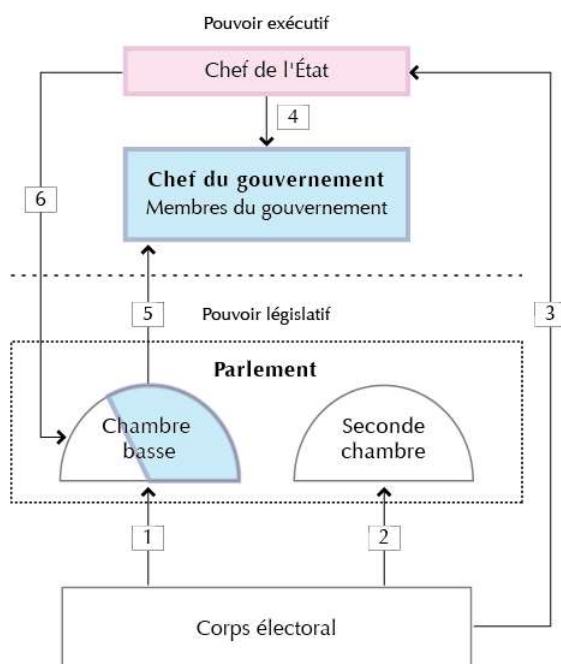 Pouvoir exécutif
Chef de l'État
4
Chef du gouvernement
Membres du gouvernement
6
5
Pouvoir législatif
3
Parlement
Chambre
basse
Seconde
chambre
1
2
Corps électoral